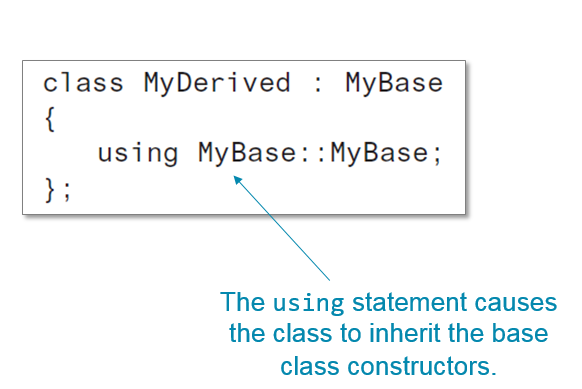 class MyDerived : MyBase
{
using MyBase::MyBase;
};
The using statement causes
the class to inherit the base
class constructors.